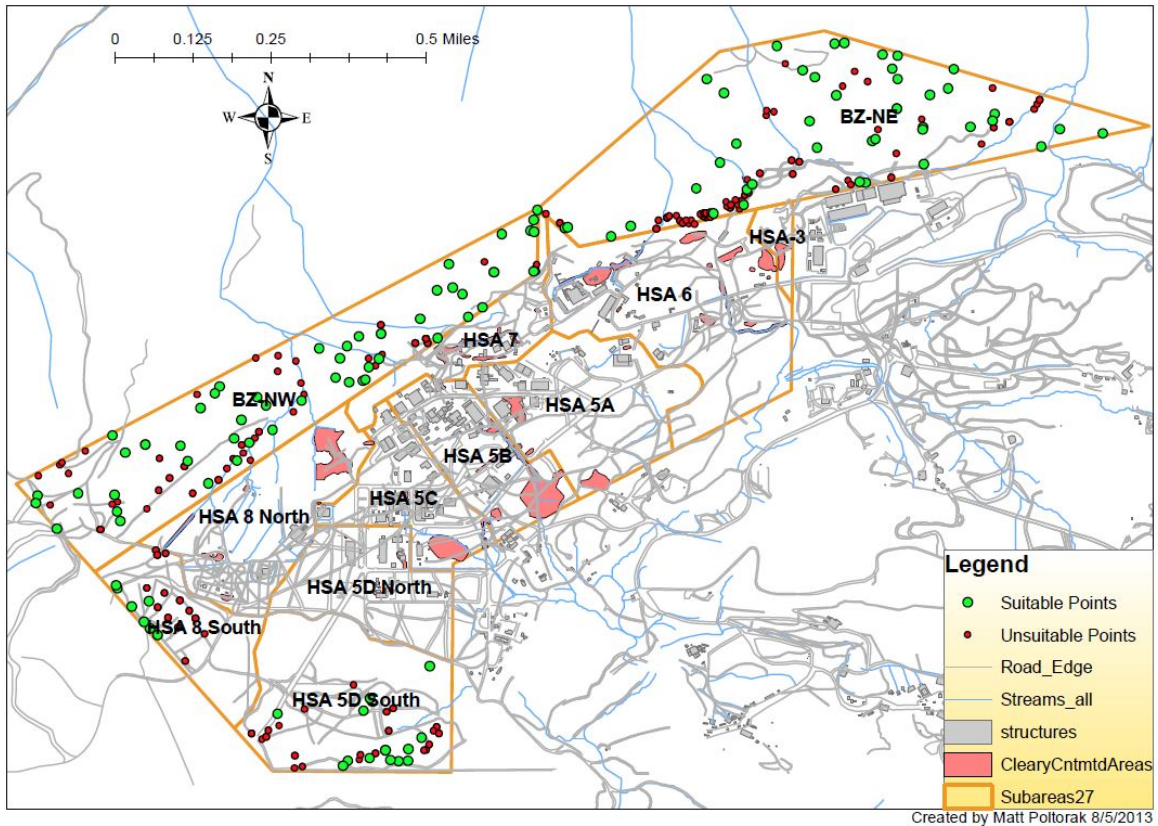 0 0.125 0.25 0.5 Miles
N
W E
S
BZ-NE
HSA-3
HSA 6
HSA 7
BZ-NW
HSA 5A
HSA 5B
HSA 5C
HSA 8 North
HSA 5D North
HSA 8 South
HSA 5D South
Legend
Suitable Points
Unsuitable Points
Road_Edge
Streams_all
structures
ClearyCntmtdAreas
Subareas27
Created by Matt Poltorak 8/5/2013